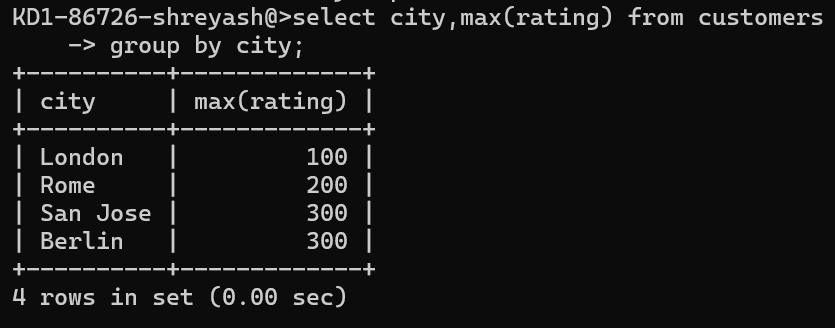 KD1-86726-shreyash@>select city,max(rating) from customers
    -> group by city;
+----------+-------------+
| city     | max(rating) |
+----------+-------------+
| London   |         100 |
| Rome     |         200 |
| San Jose |         300 |
| Berlin   |         300 |
+----------+-------------+
4 rows in set (0.00 sec)